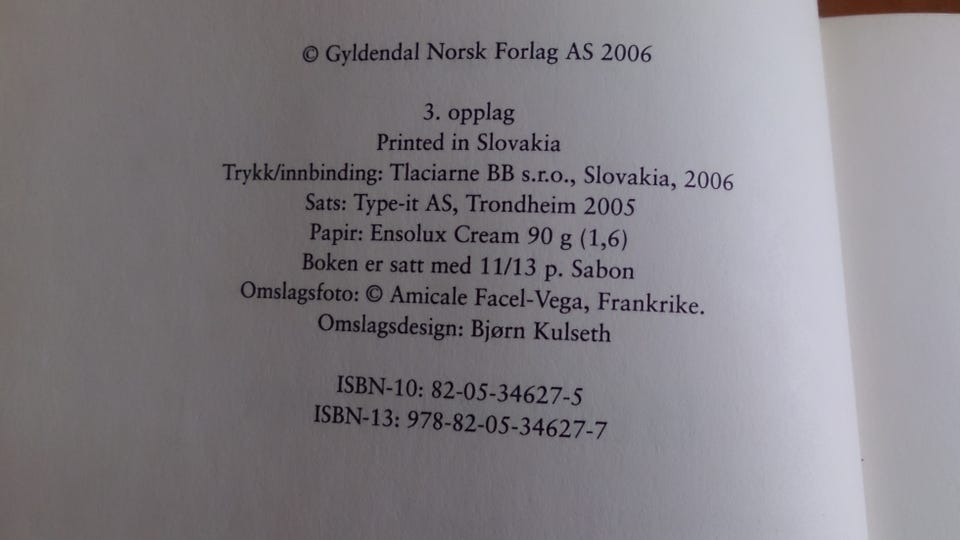 © Gyldendal Norsk Forlag AS 2006
3. opplag
Printed in Slovakia
Trykk/innbinding: Tlaciarne BB s.r.o., Slovakia, 2006
Sats: Type-it AS, Trondheim 2005
Papir: Ensolux Cream 90 g (1,6)
Boken er satt med 11/13 p. Sabon
Omslagsfoto: © Amicale Facel-Vega, Frankrike.
Omslagsdesign: Bjørn Kulseth
ISBN-10: 82-05-34627-5
ISBN-13: 978-82-05-34627-7